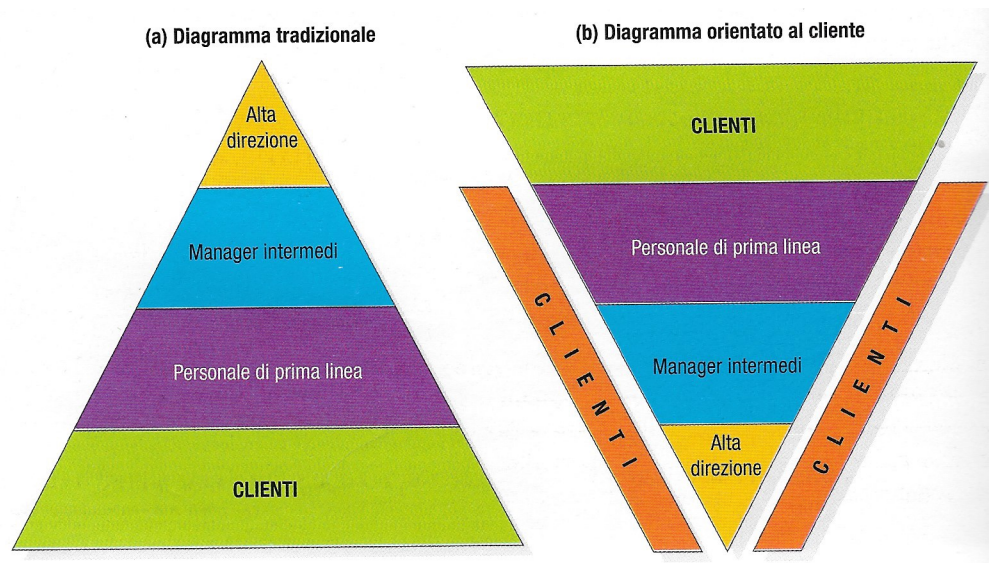 (a) Diagramma tradizionale
Alta
direzione
Manager intermedi
Personale di prima linea
CLIENTI
(b) Diagramma orientato al cliente
CLIENTI
Personale di prima linea
Manager intermedi
Alta
direzione
CLIENTI
CLIENTI